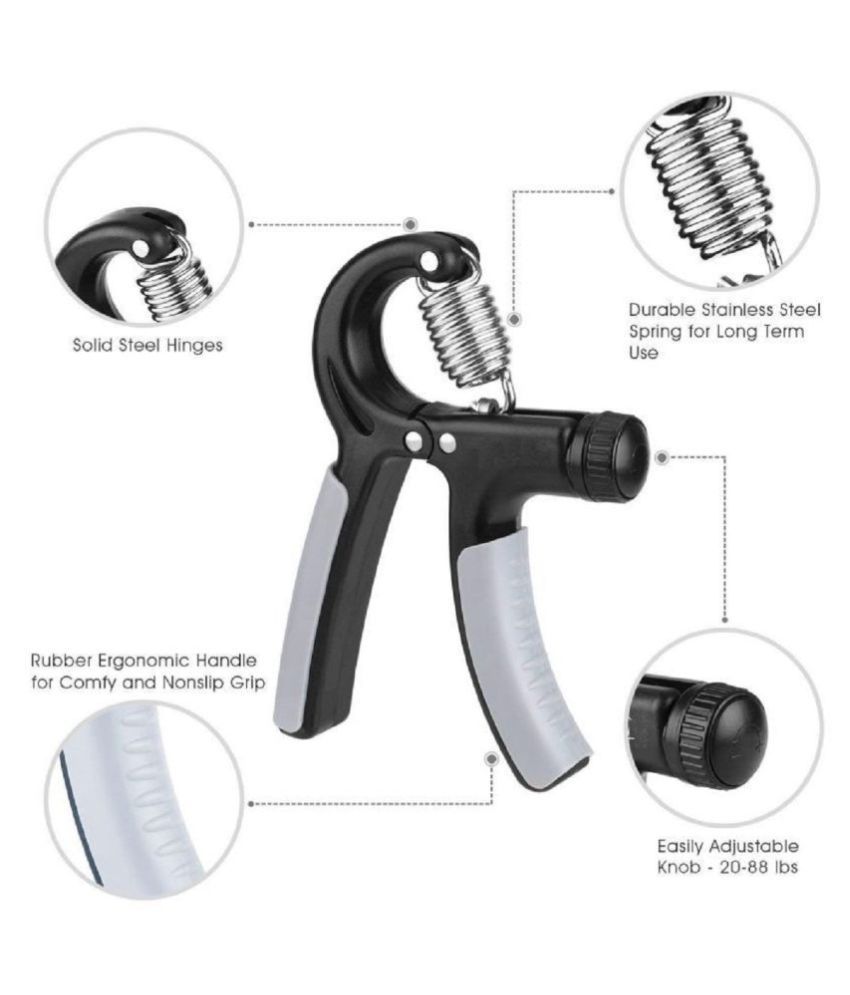 Solid Steel Hinges
Durable Stainless Steel
Spring for Long Term
Use
Rubber Ergonomic Handle
for Comfy and Nonslip Grip
Easily Adjustable
Knob - 20-88 lbs